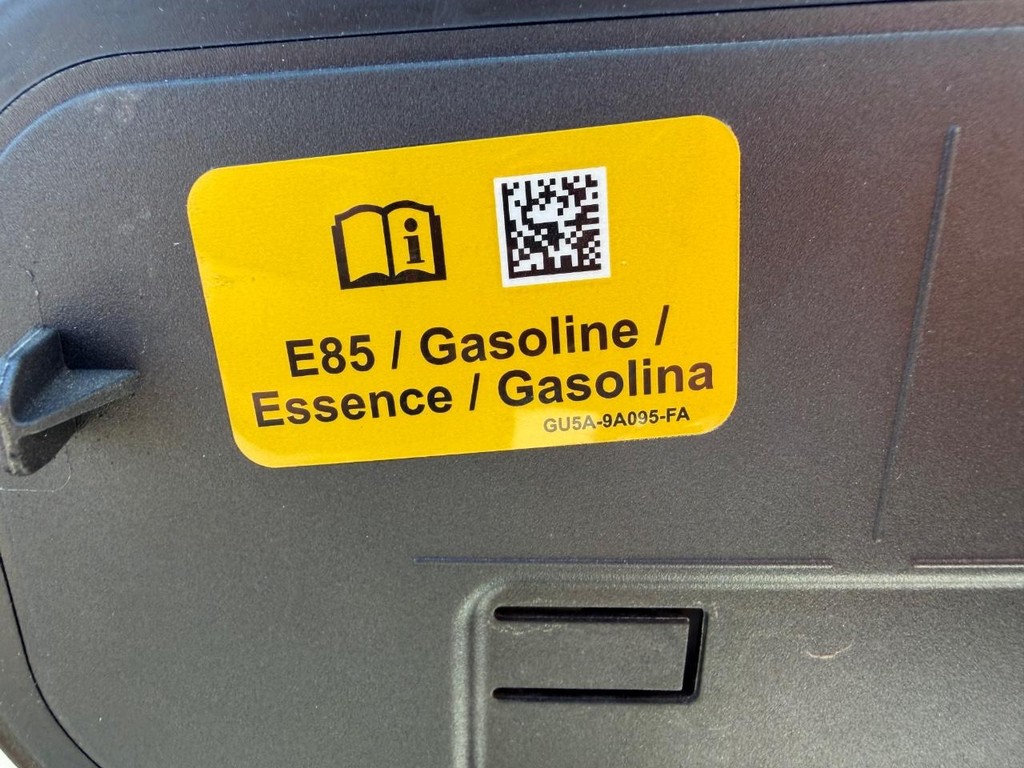 E85 / Gasoline /
Essence / Gasolina
GU5A-9A095-FA